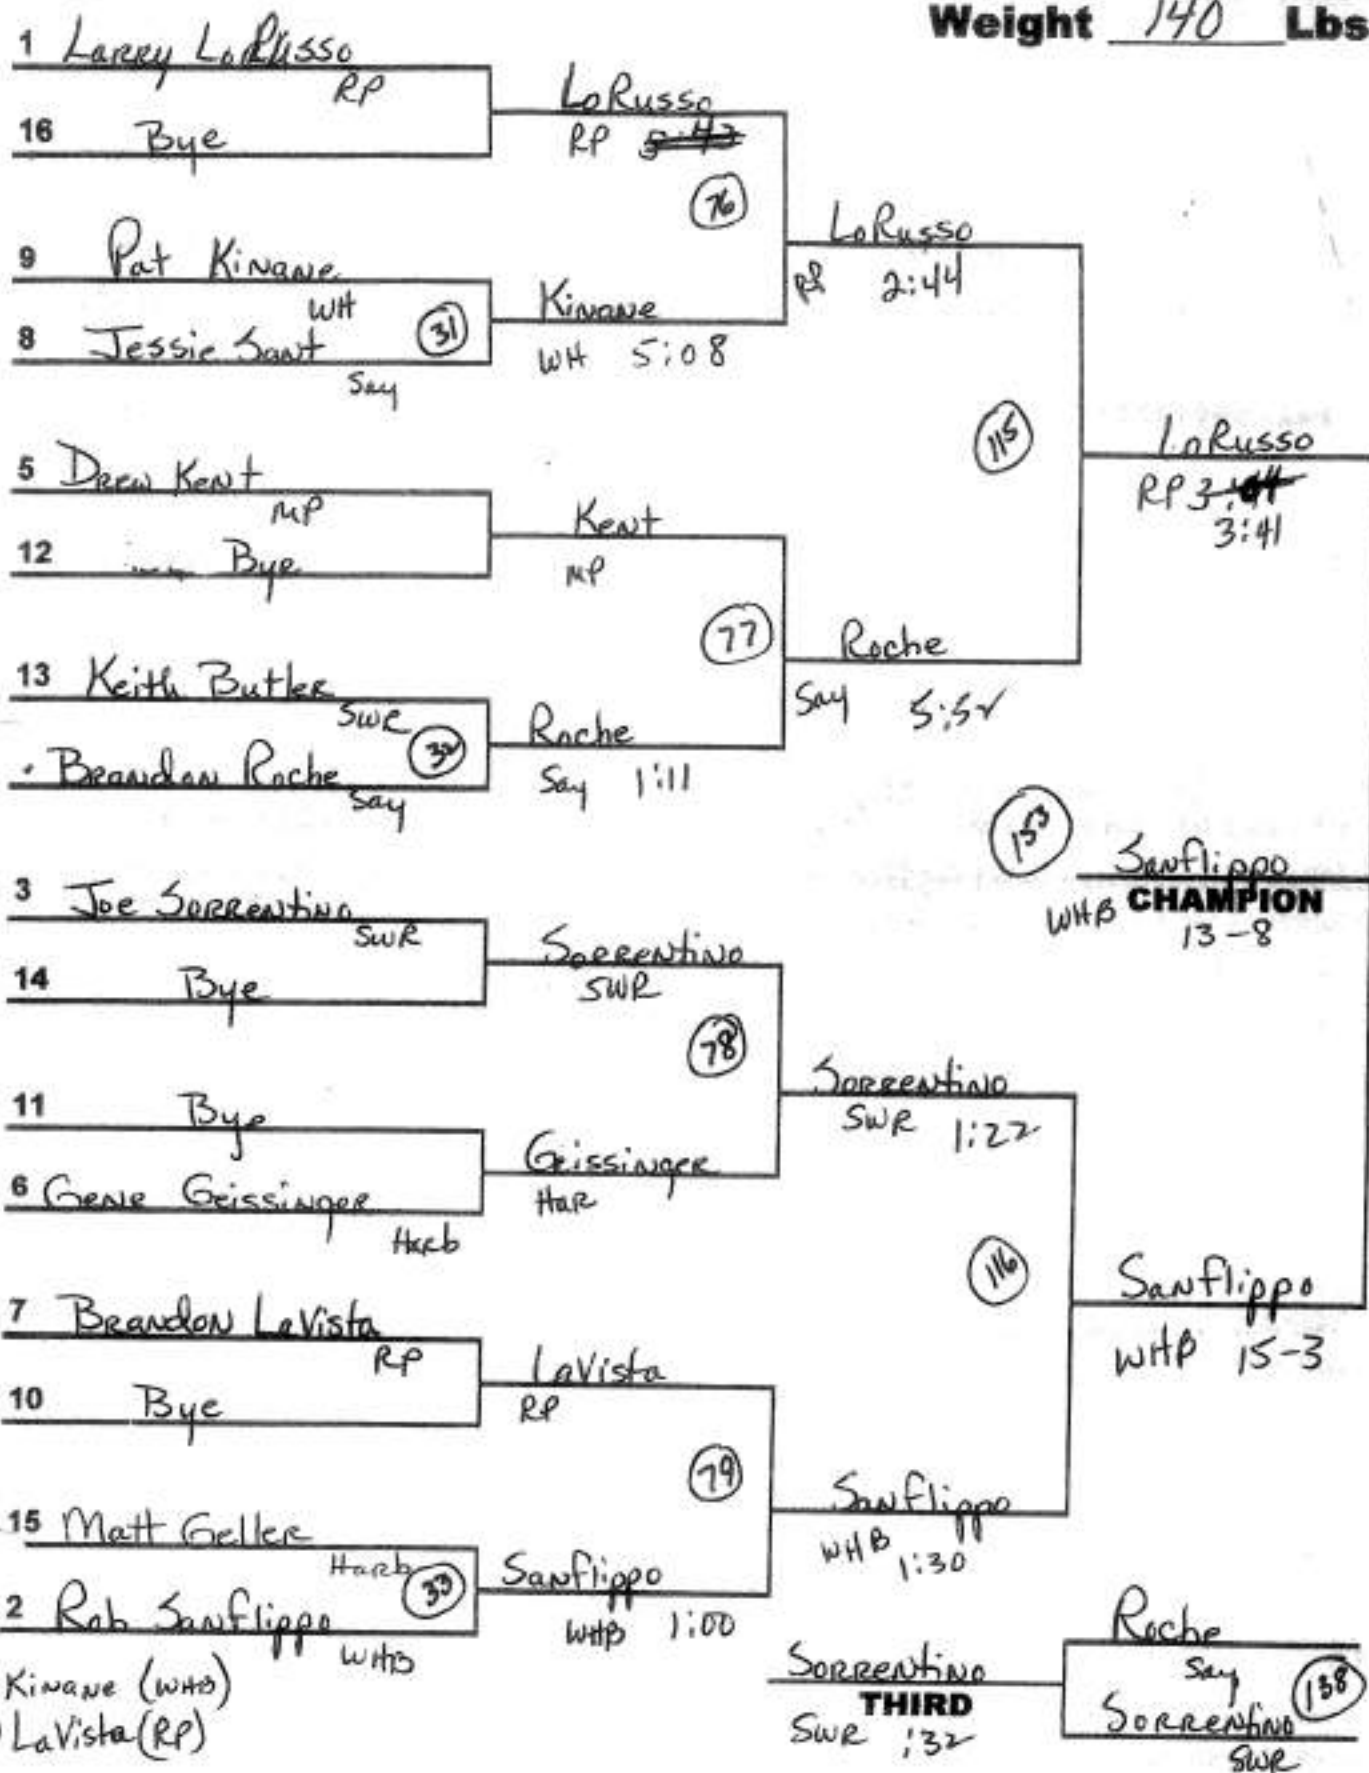 Weight 140 Lbs
1 Larry LoRusso
RP
16 Bye
LoRusso
RP
76
9 Pat Kinane
WH
8 Jessie Sant
Say
31
Kinane
WH 5:08
LoRusso
2:44
5 Drew Kent
MP
12 Bye
Kent
MP
77
13 Keith Butler
SWR
Brandon Roche
Say
32
Roche
Say 1:11
Roche
Say 5:52
115
LoRusso
RP
3:41
3 Joe Sorrentino
SWR
14 Bye
Sorrentino
SWR
78
11 Bye
6 Gene Geissinger
Harb
Geissinger
Har
Sorrentino
SWR 1:22
7 Brandon LaVista
RP
10 Bye
LaVista
RP
79
15 Matt Geller
Harb
2 Rob Sanflippo
WHB
33
Sanflippo
WHB 1:00
Sanflippo
WHB
1:30
116
Sanflippo
WHB 15-3
153
Sanflippo
WHB CHAMPION
13-8
Roche
Say
138
Sorrentino
SWR
Sorrentino
THIRD
SWR :32
Kinane (WHB)
LaVista (RP)